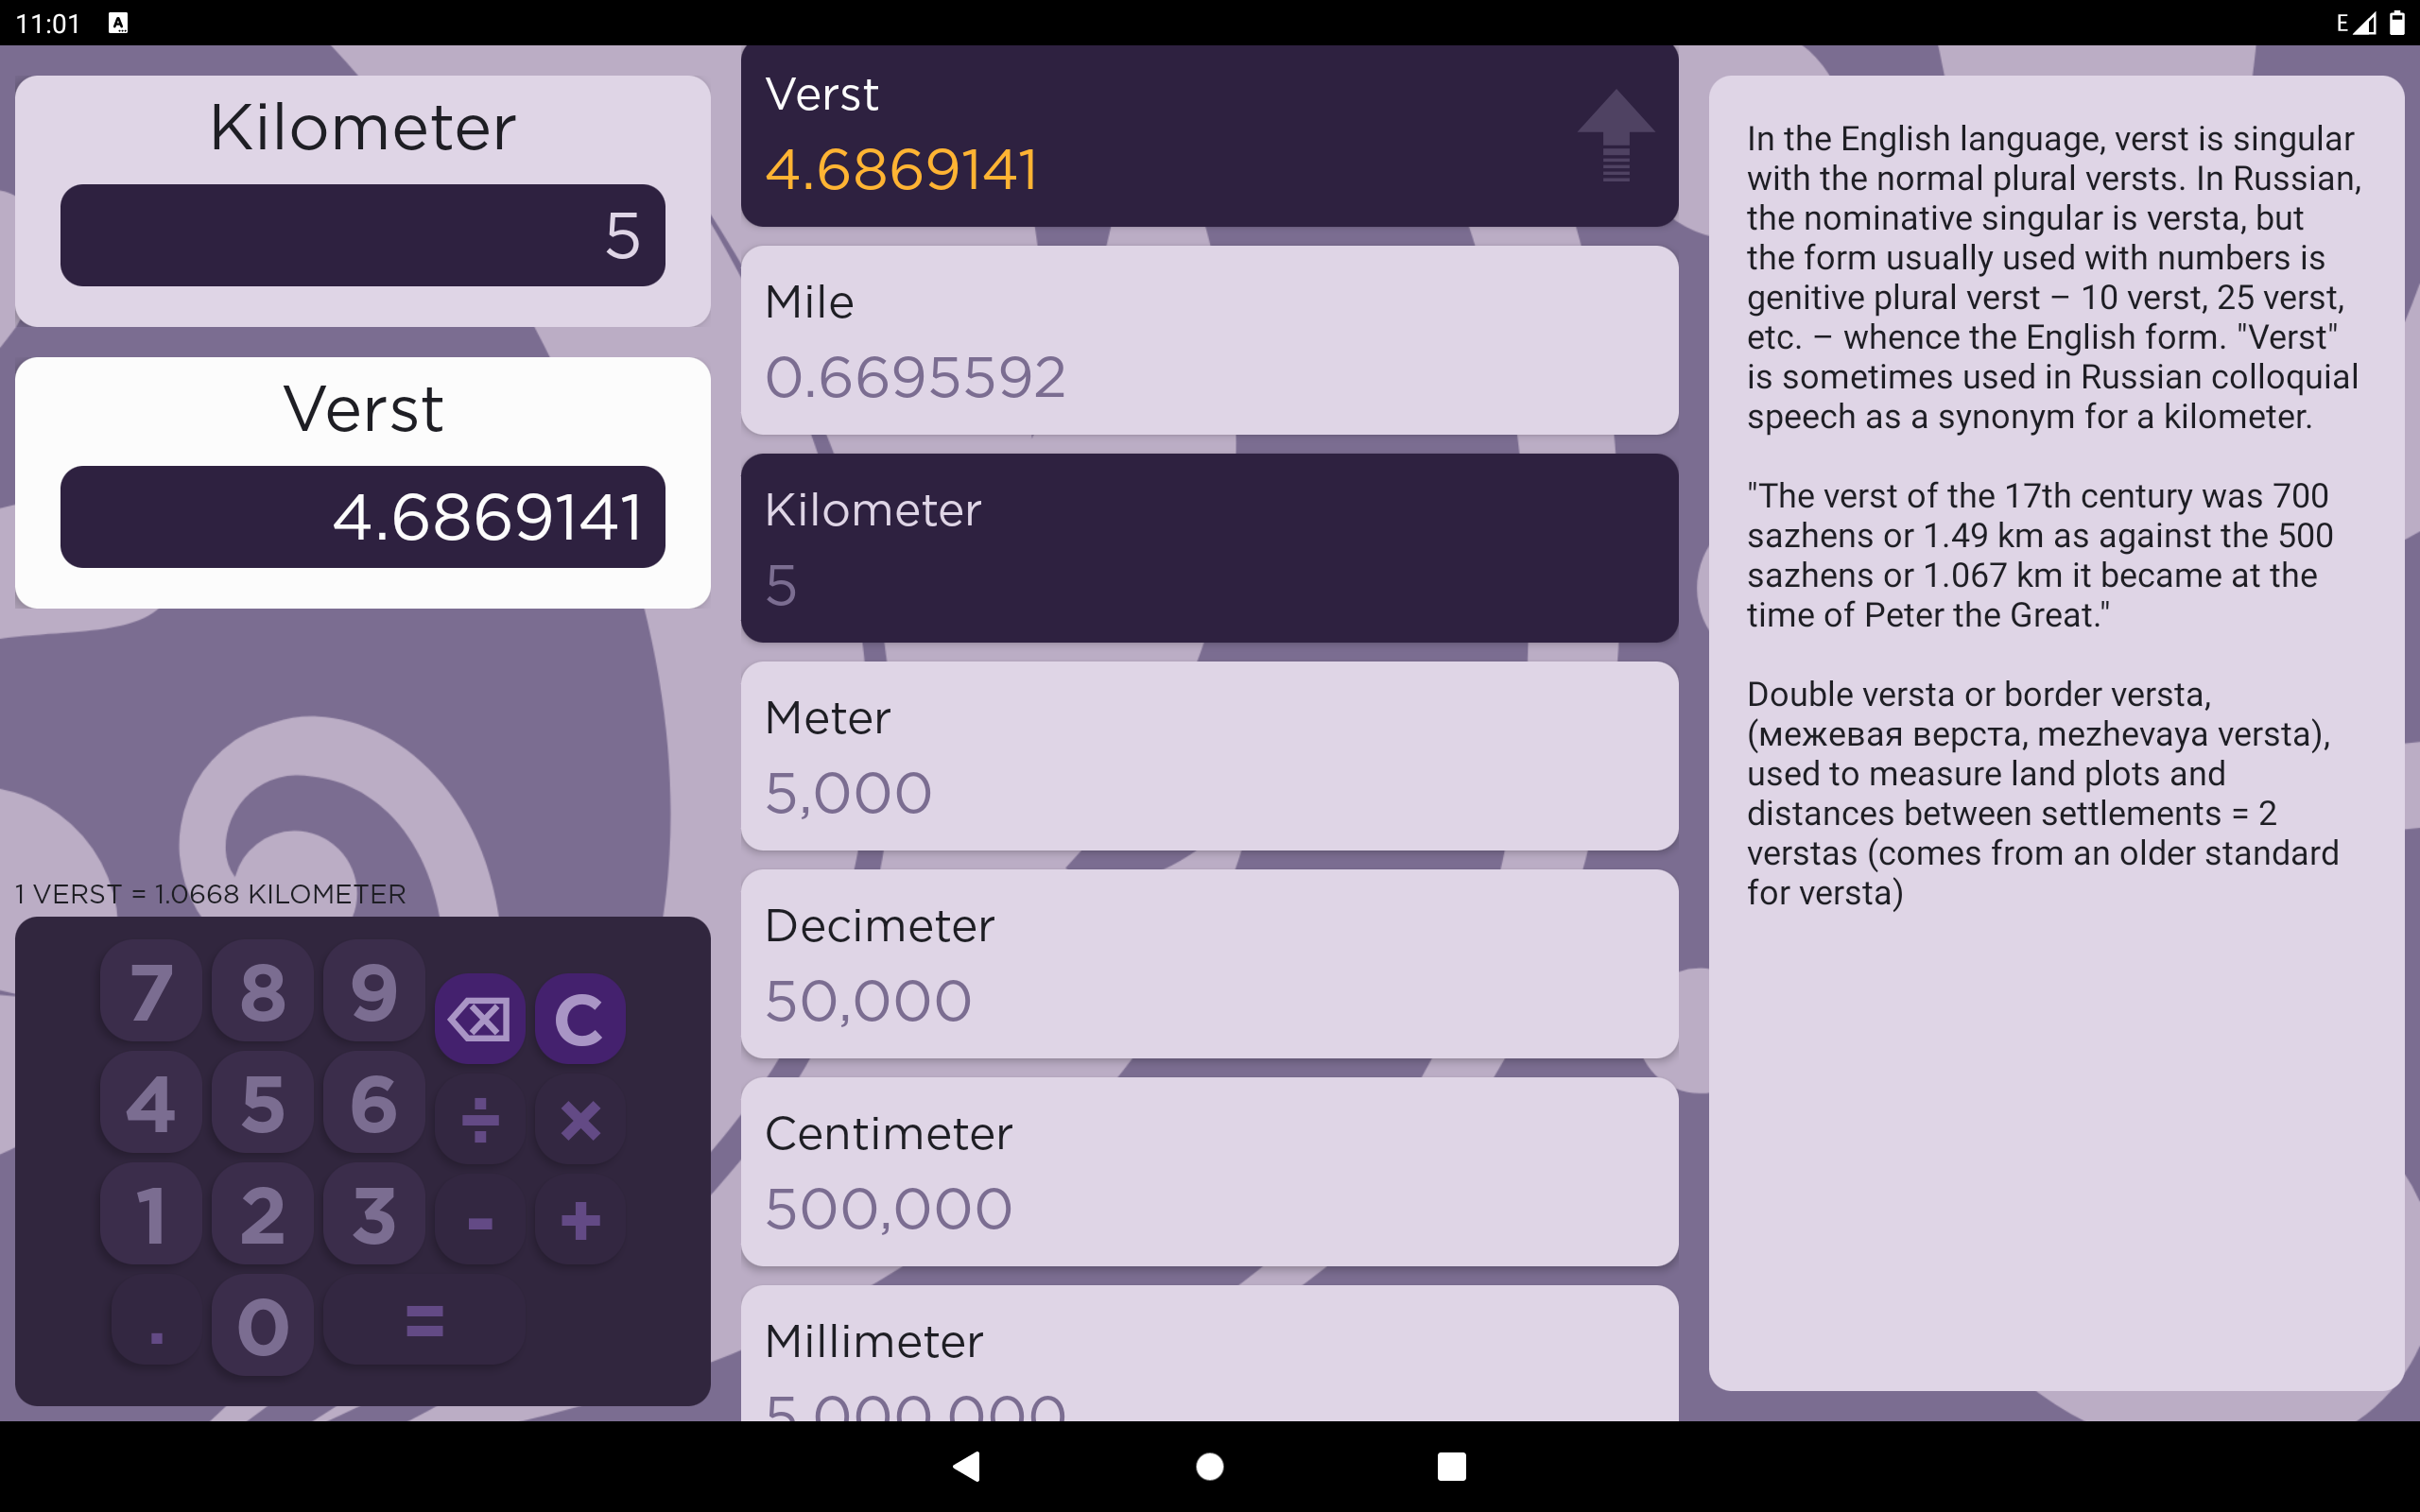 11:01
E
Kilometer
5
Verst
4.6869141
1 VERST = 1.0668 KILOMETER
7 8 9 C
4 5 6 ÷ ×
1 2 3 - +
. 0 =
Verst
4.6869141
Mile
0.6695592
Kilometer
5
Meter
5,000
Decimeter
50,000
Centimeter
500,000
Millimeter
5,000,000
In the English language, verst is singular
with the normal plural versts. In Russian,
the nominative singular is versta, but
the form usually used with numbers is
genitive plural verst – 10 verst, 25 verst,
etc. – whence the English form. "Verst"
is sometimes used in Russian colloquial
speech as a synonym for a kilometer.
"The verst of the 17th century was 700
sazhens or 1.49 km as against the 500
sazhens or 1.067 km it became at the
time of Peter the Great."
Double versta or border versta,
(межевая верста, mezhevaya versta),
used to measure land plots and
distances between settlements = 2
verstas (comes from an older standard
for versta)